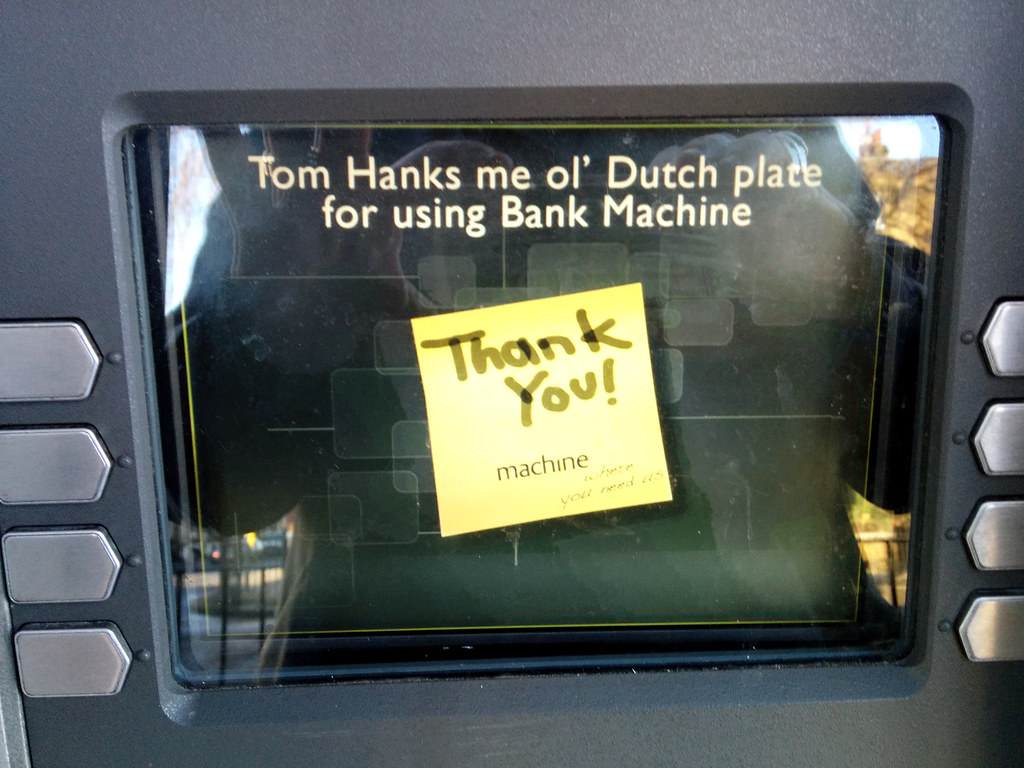 Tom Hanks me ol' Dutch plate
for using Bank Machine
Thank
You!
machine
where
you need us